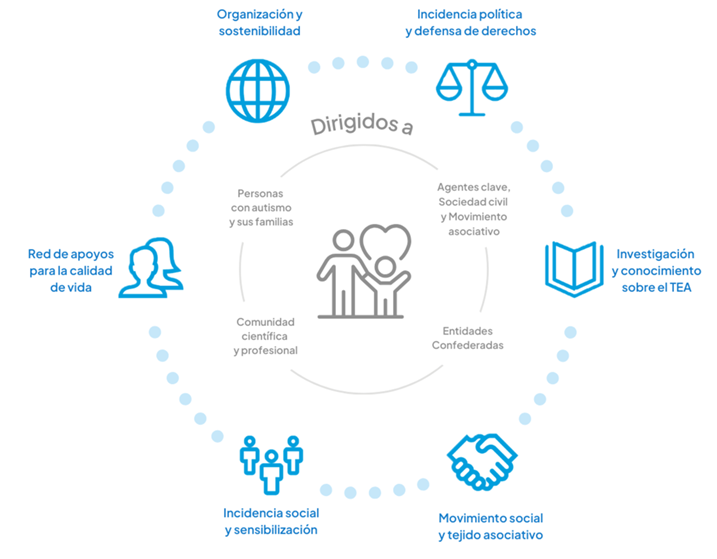 Organización y
sostenibilidad
Incidencia política
y defensa de derechos
Dirigidos a
Personas
con autismo
y sus familias
Agentes clave,
Sociedad civil
y Movimiento
asociativo
Red de apoyos
para la calidad
de vida
Investigación
y conocimiento
sobre el TEA
Comunidad
científica
y profesional
Entidades
Confederadas
Incidencia social
y sensibilización
Movimiento social
y tejido asociativo